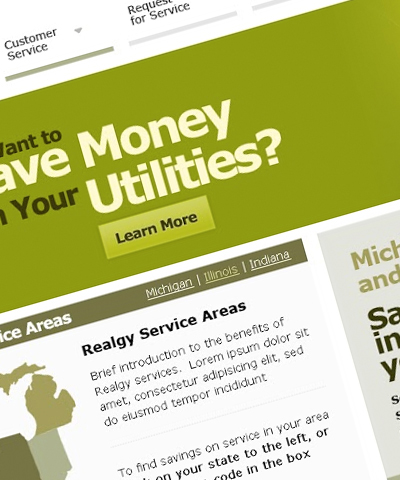 Customer
Service
Request
for Service
Want to
ave Money
n Your Utilities?
Learn More
Michigan | Illinois | Indiana
ice Areas
Realgy Service Areas
Brief introduction to the benefits of
Realgy services. Lorem ipsum dolor sit
amet, consectetur adipisicing elit, sed
do eiusmod tempor incididunt
To find savings on service in your area
k on your state to the left, or
code in the box
Mich
and
Sa
in
y
S
s